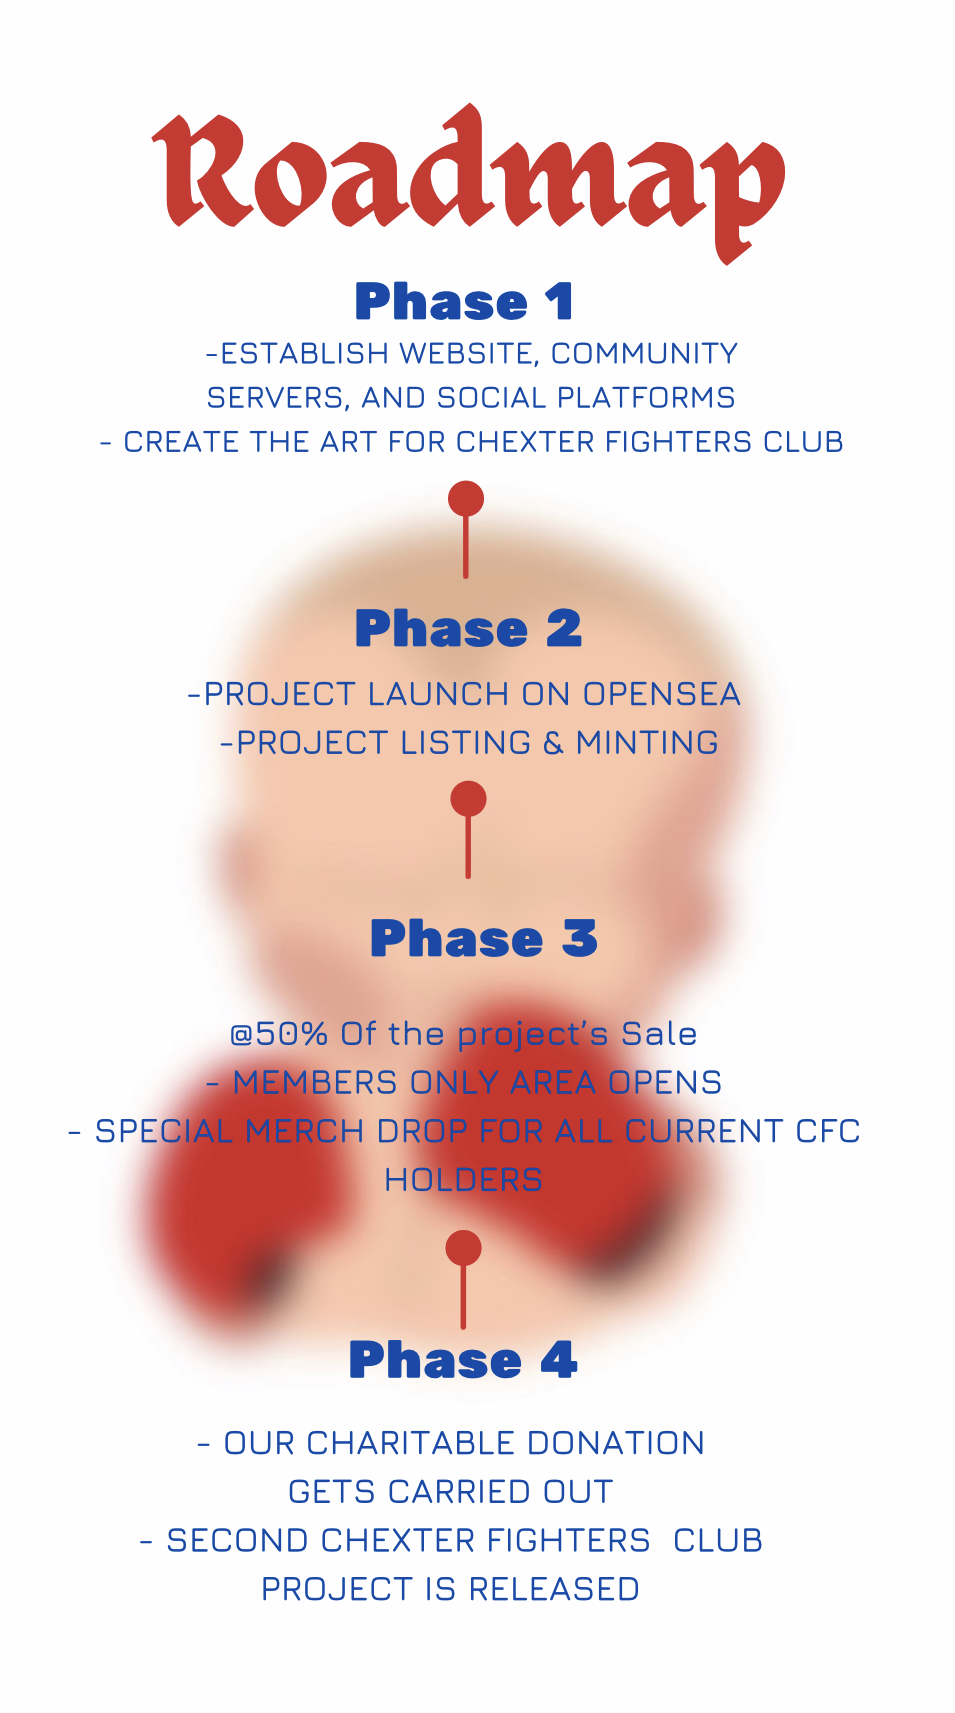 Roadmap
Phase 1
-ESTABLISH WEBSITE, COMMUNITY
SERVERS, AND SOCIAL PLATFORMS
- CREATE THE ART FOR CHEXTER FIGHTERS CLUB
Phase 2
-PROJECT LAUNCH ON OPENSEA
-PROJECT LISTING & MINTING
Phase 3
@50% Of the project's Sale
- MEMBERS ONLY AREA OPENS
- SPECIAL MERCH DROP FOR ALL CURRENT CFC
HOLDERS
Phase 4
- OUR CHARITABLE DONATION
GETS CARRIED OUT
- SECOND CHEXTER FIGHTERS  CLUB
PROJECT IS RELEASED